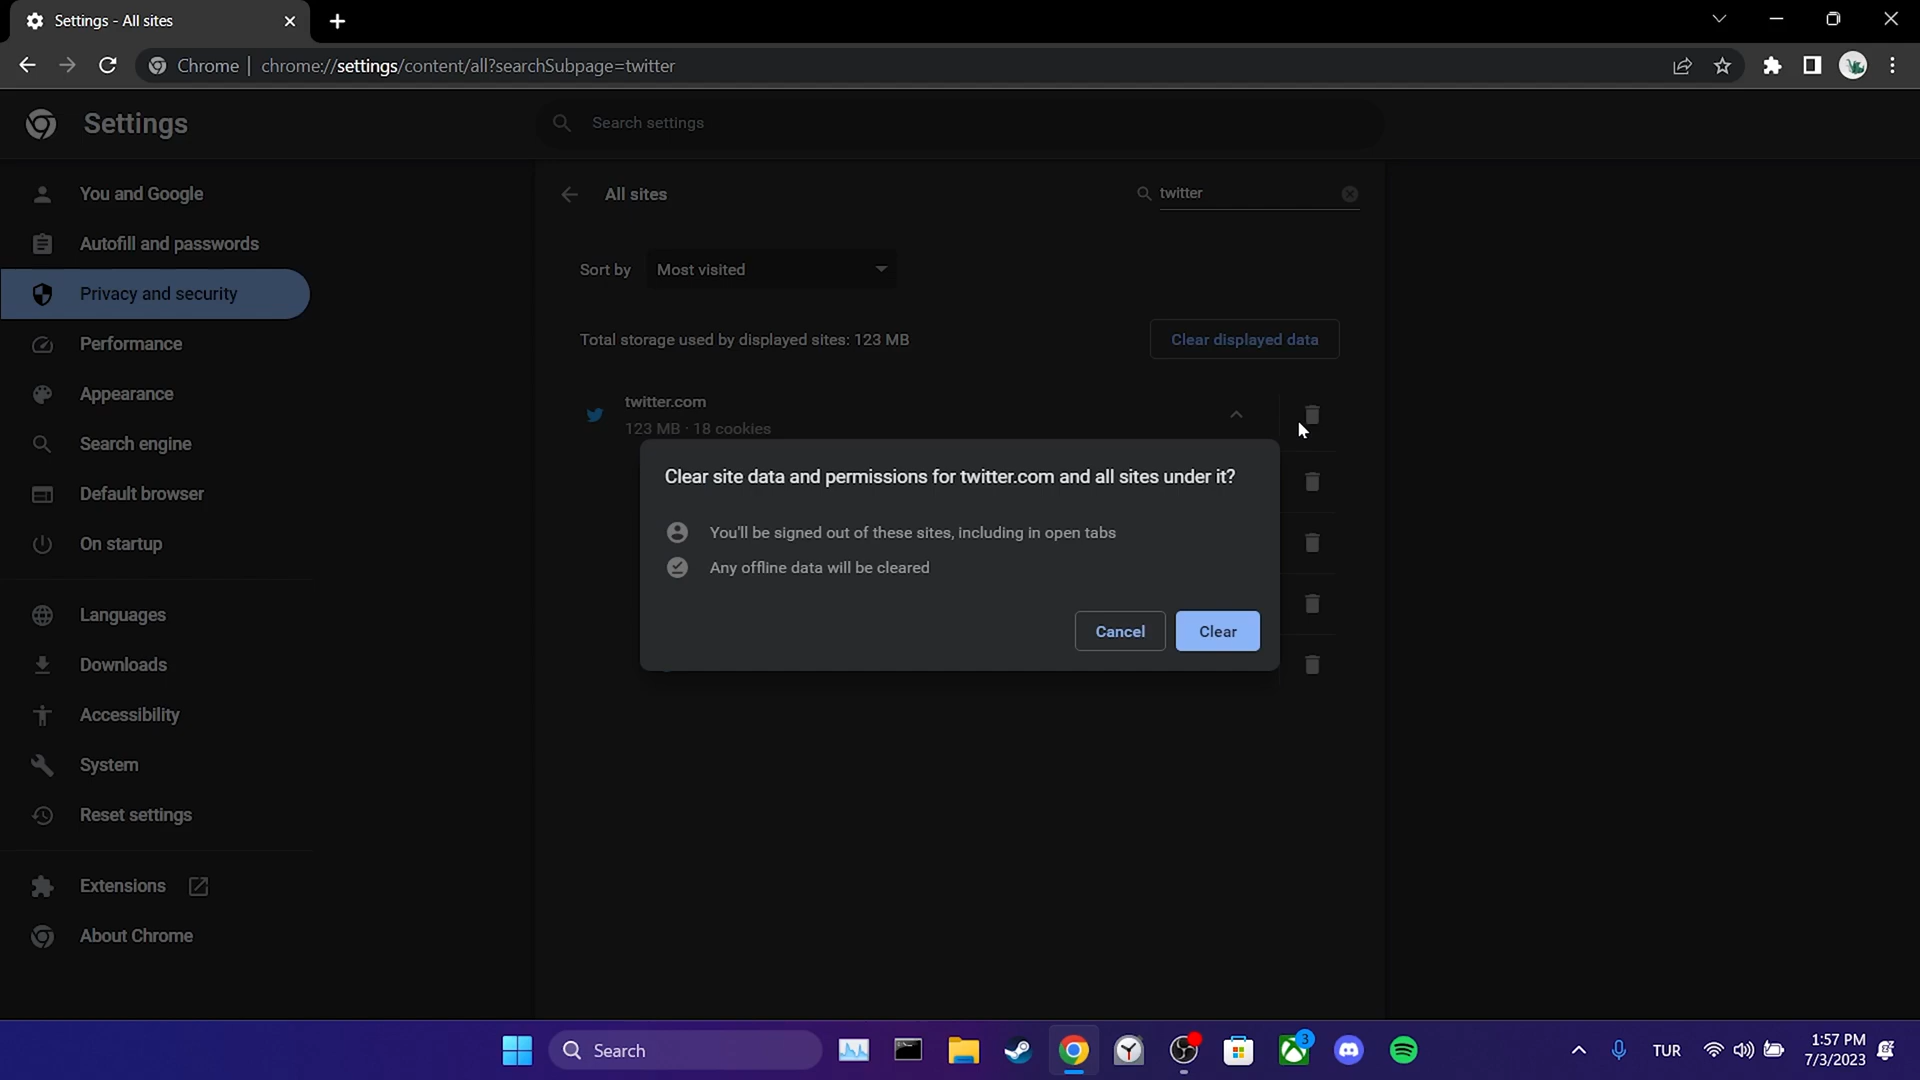 Settings - All sites
Chrome | chrome://settings/content/all?searchSubpage=twitter
Settings
Search settings
You and Google
Autofill and passwords
Privacy and security
Performance
Appearance
Search engine
Default browser
On startup
Languages
Downloads
Accessibility
System
Reset settings
Extensions
About Chrome
All sites
twitter
Sort by
Most visited
Total storage used by displayed sites: 123 MB
Clear displayed data
twitter.com
123 MB · 18 cookies
Clear site data and permissions for twitter.com and all sites under it?
You'll be signed out of these sites, including in open tabs
Any offline data will be cleared
Cancel
Clear
Search
3
TUR
1:57 PM
7/3/2023